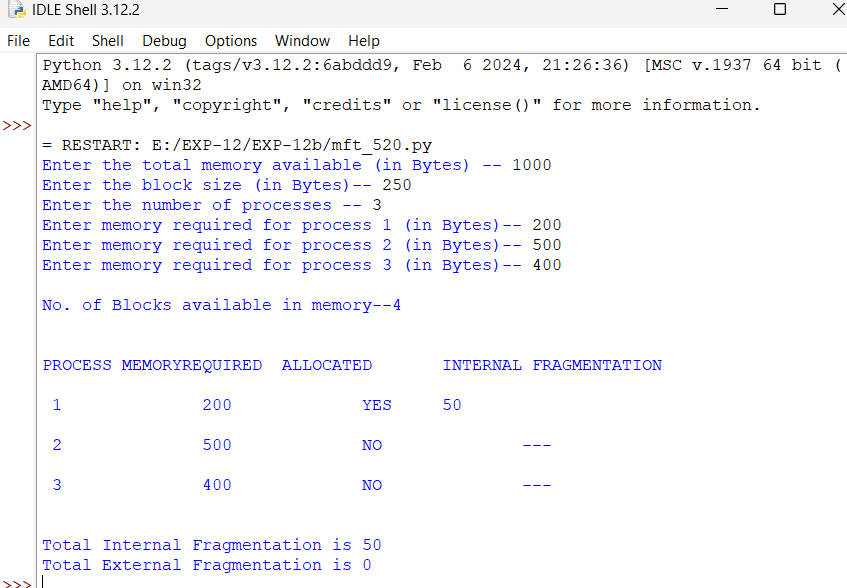 IDLE Shell 3.12.2
File Edit Shell Debug Options Window Help
Python 3.12.2 (tags/v3.12.2:6abddd9, Feb  6 2024, 21:26:36) [MSC v.1937 64 bit (
AMD64)] on win32
Type "help", "copyright", "credits" or "license()" for more information.
>>>
= RESTART: E:/EXP-12/EXP-12b/mft_520.py
Enter the total memory available (in Bytes) -- 1000
Enter the block size (in Bytes)-- 250
Enter the number of processes -- 3
Enter memory required for process 1 (in Bytes)-- 200
Enter memory required for process 2 (in Bytes)-- 500
Enter memory required for process 3 (in Bytes)-- 400
No. of Blocks available in memory--4
PROCESS MEMORYREQUIRED  ALLOCATED       INTERNAL FRAGMENTATION
1 200 YES 50
2 500 NO ---
3 400 NO ---
Total Internal Fragmentation is 50
Total External Fragmentation is 0
>>>